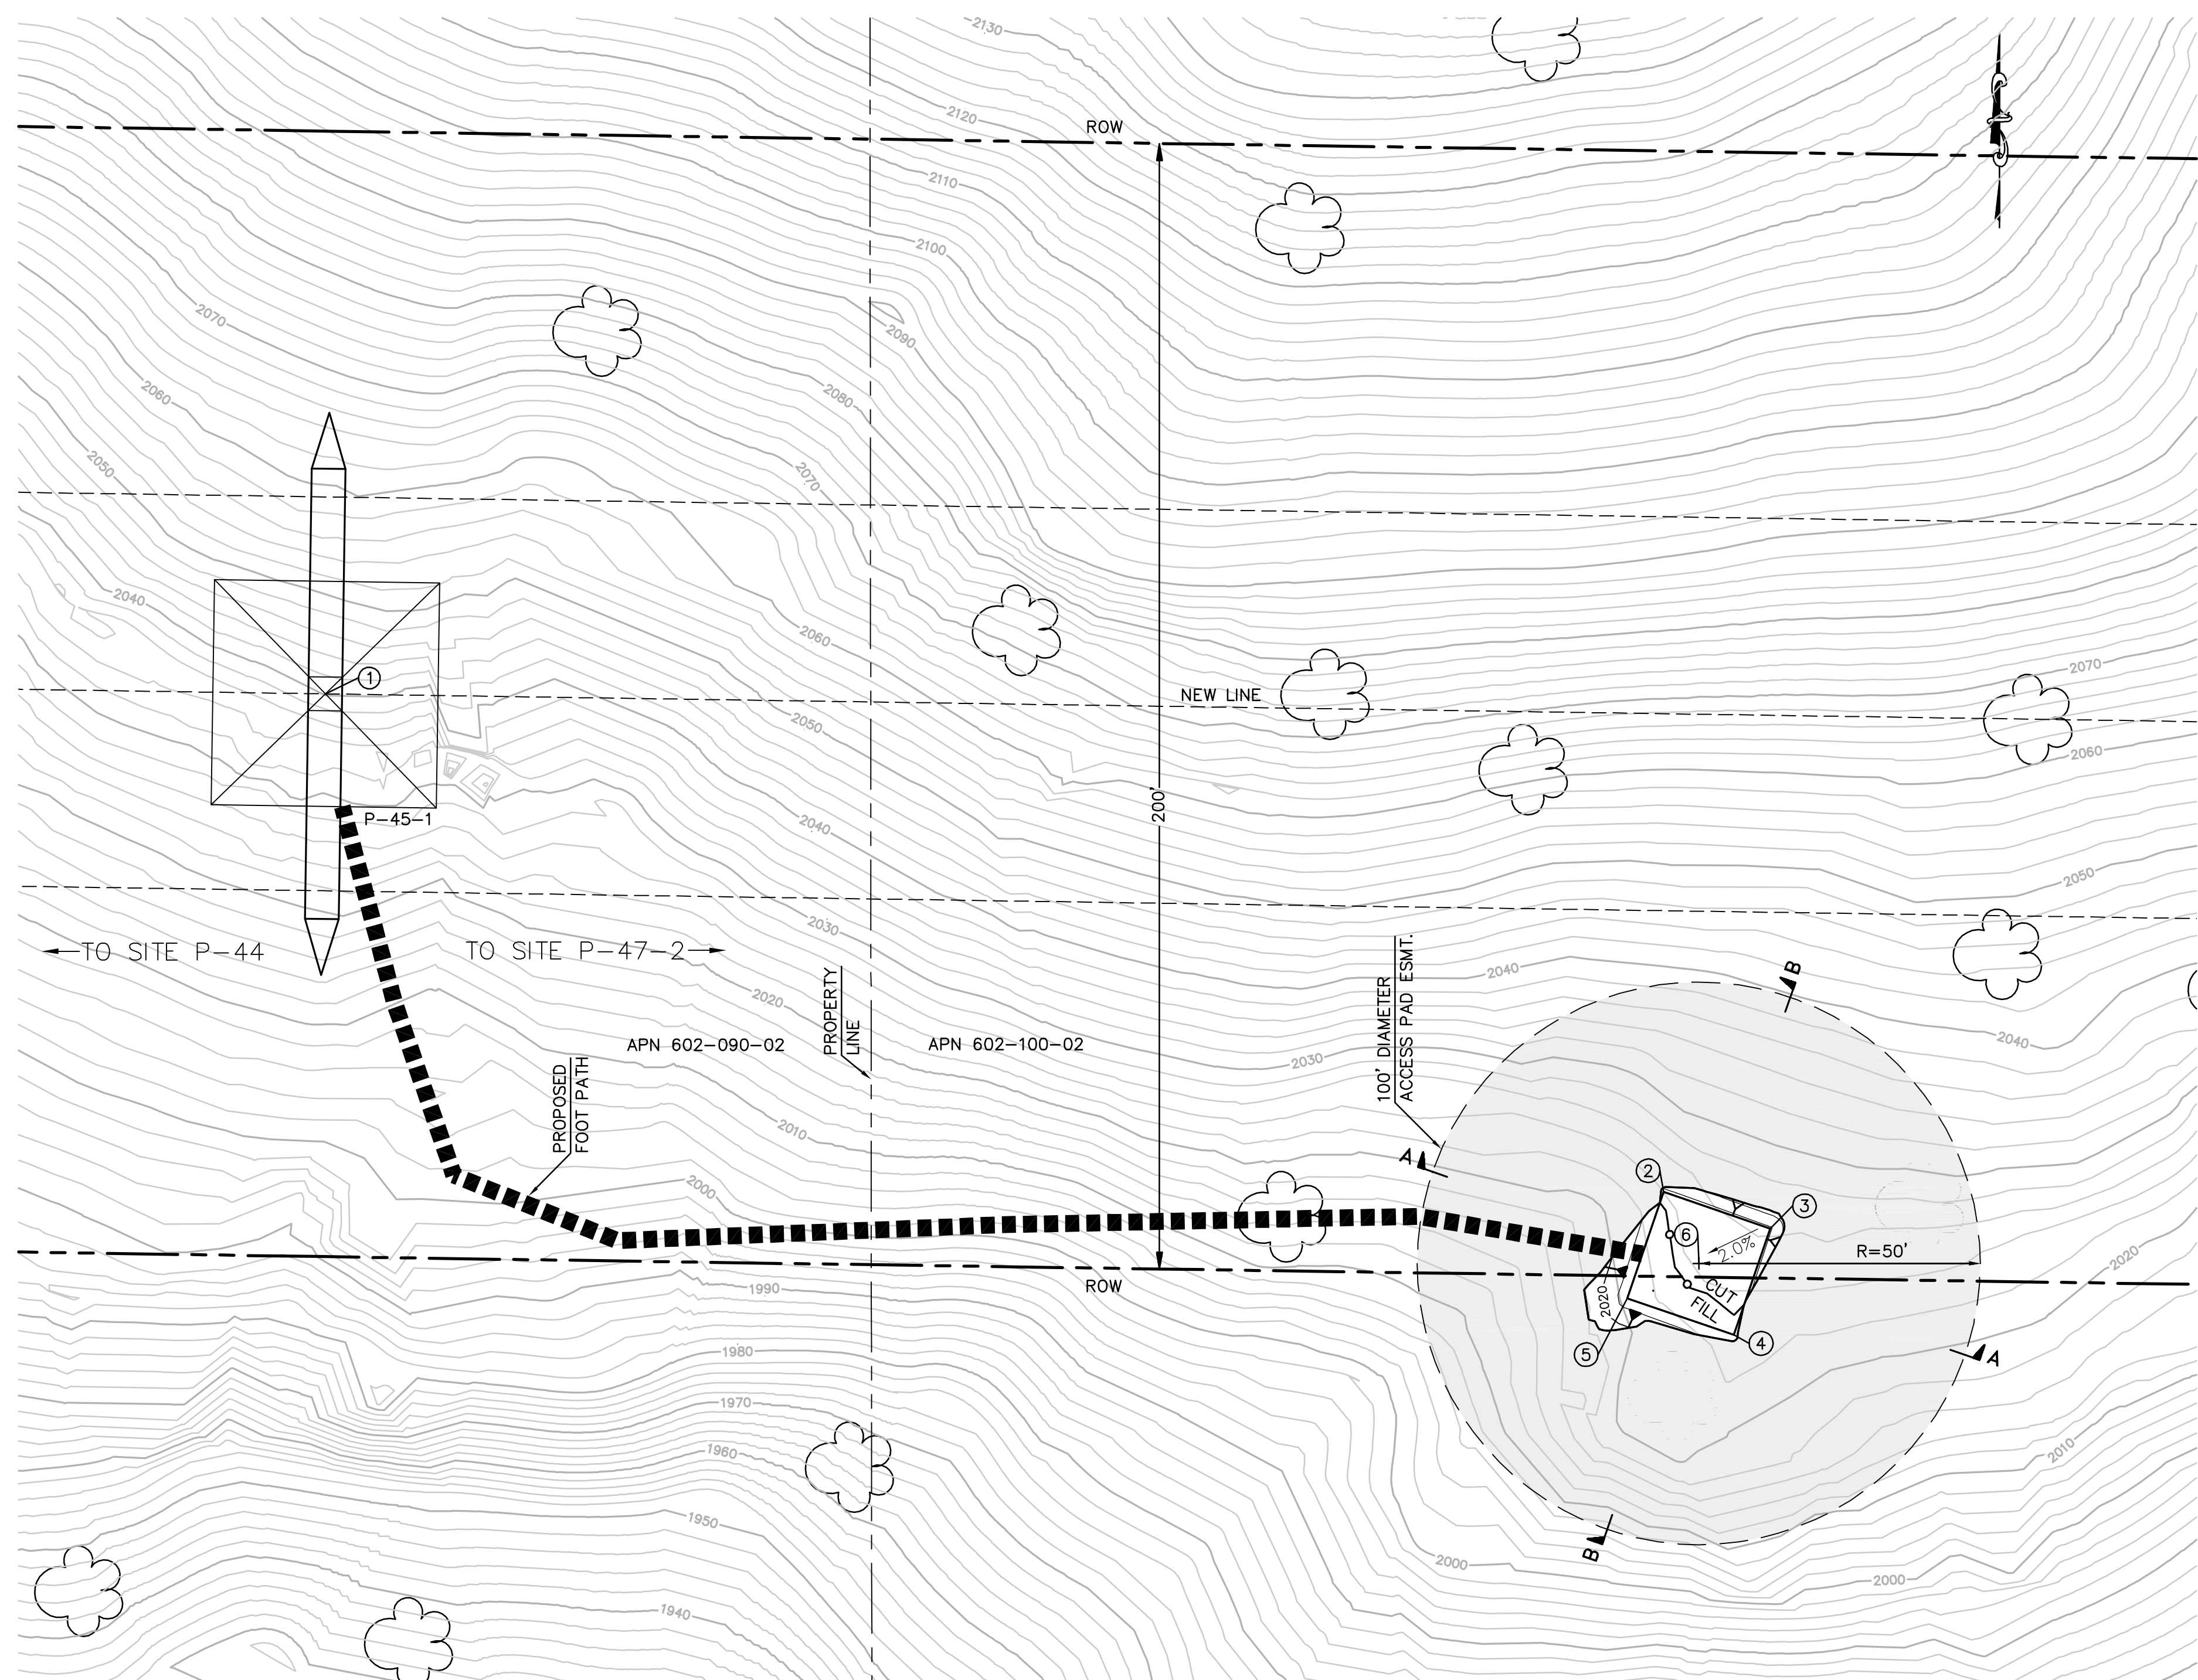 2130
2120
ROW
2110
2100
2070
2090
2060
2080
2050
2070
2040
2060
2070
1
NEW LINE
2050
2060
200'
P-45-1
2040
2050
2030
TO SITE P-44
TO SITE P-47-2
2040
B
2020
PROPERTY
LINE
100' DIAMETER
ACCESS PAD ESMT.
2040
APN 602-090-02
APN 602-100-02
2030
PROPOSED
FOOT PATH
2010
A
2
2000
3
6
2.0%
R=50'
2020
ROW
1990
2020
CUT
FILL
5
4
A
1980
1970
1960
2010
1950
B
2000
2000
1940